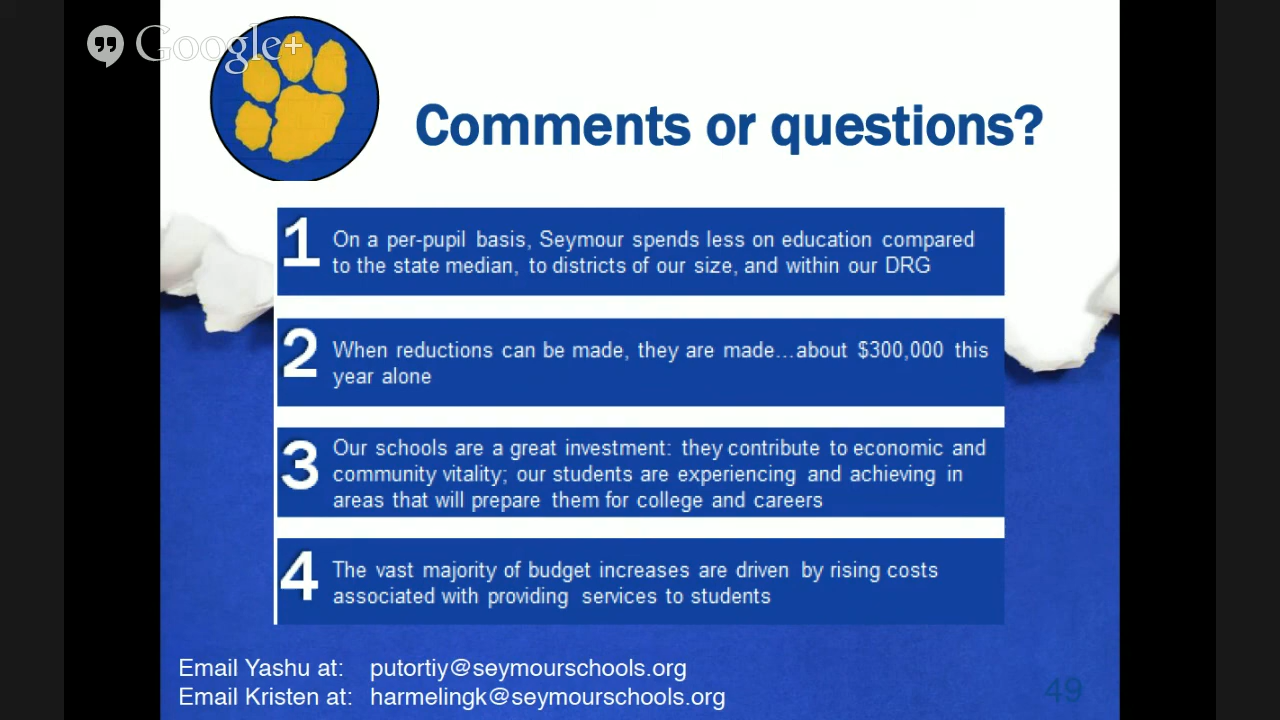 Google+
Comments or questions?
1
On a per-pupil basis, Seymour spends less on education compared
to the state median, to districts of our size, and within our DRG
2
When reductions can be made, they are made...about $300,000 this
year alone
3
Our schools are a great investment: they contribute to economic and
community vitality; our students are experiencing and achieving in
areas that will prepare them for college and careers
4
The vast majority of budget increases are driven by rising costs
associated with providing services to students
Email Yashu at: putortiy@seymourschools.org
Email Kristen at: harmelingk@seymourschools.org
49